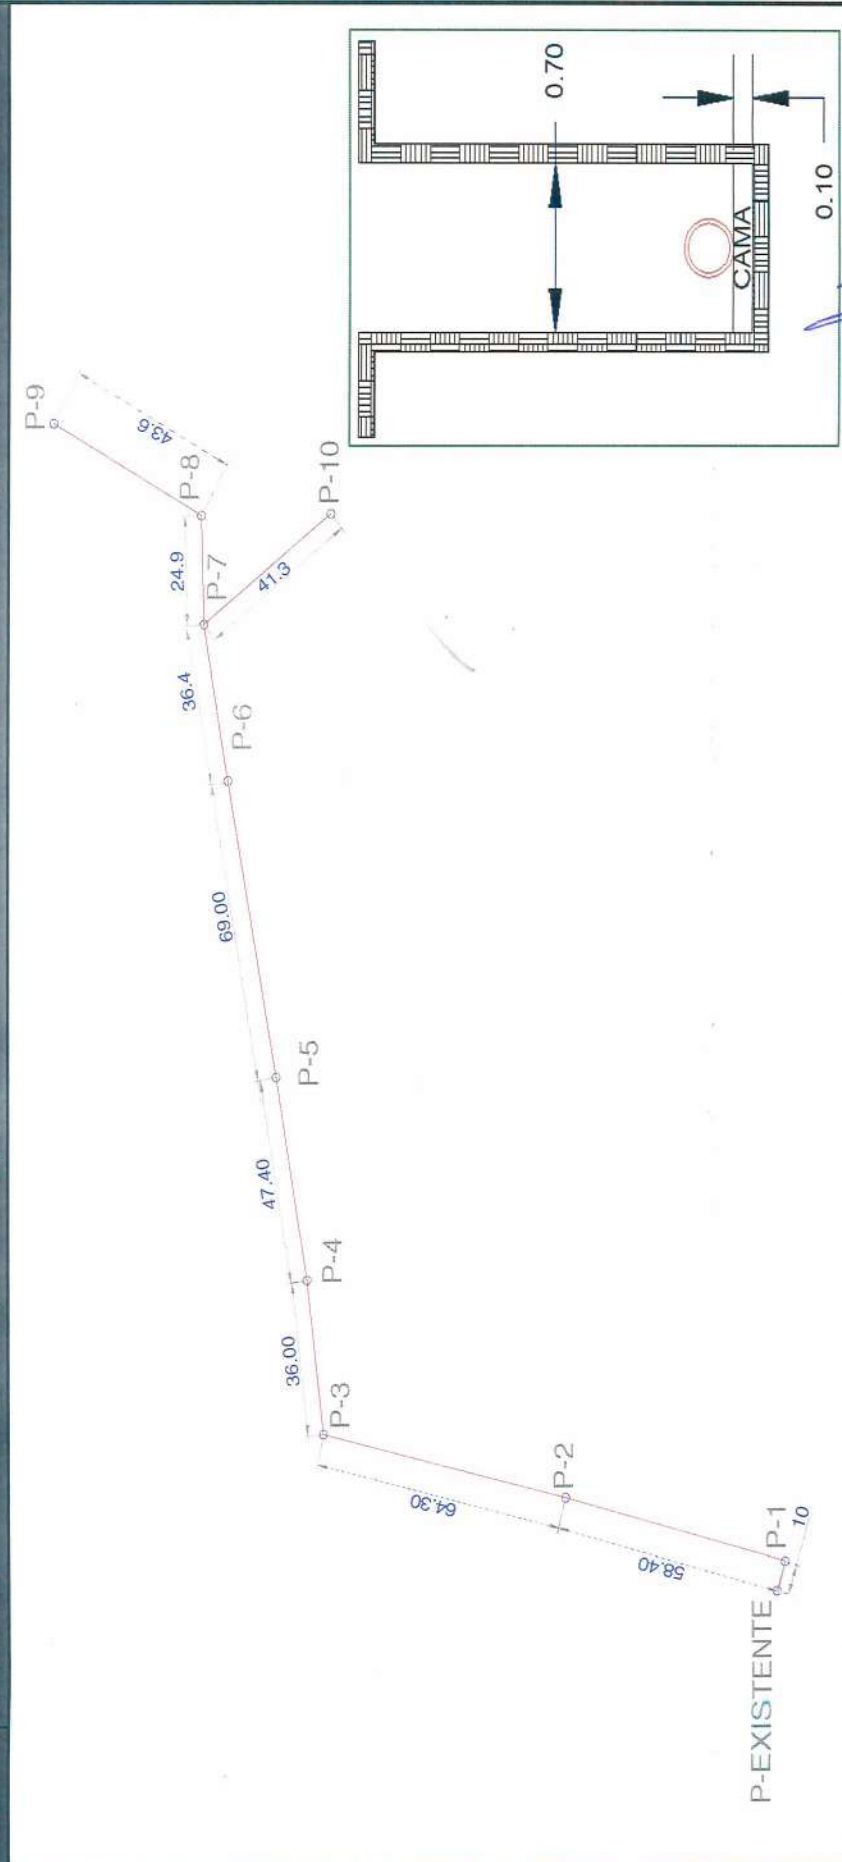 P-EXISTENTE
10
P-1
58.40
P-2
64.30
P-3
36.00
P-4
47.40
P-5
69.00
P-6
36.4
P-7
24.9
P-8
43.6
P-9
41.3
P-10
0.70
CAMA
0.10